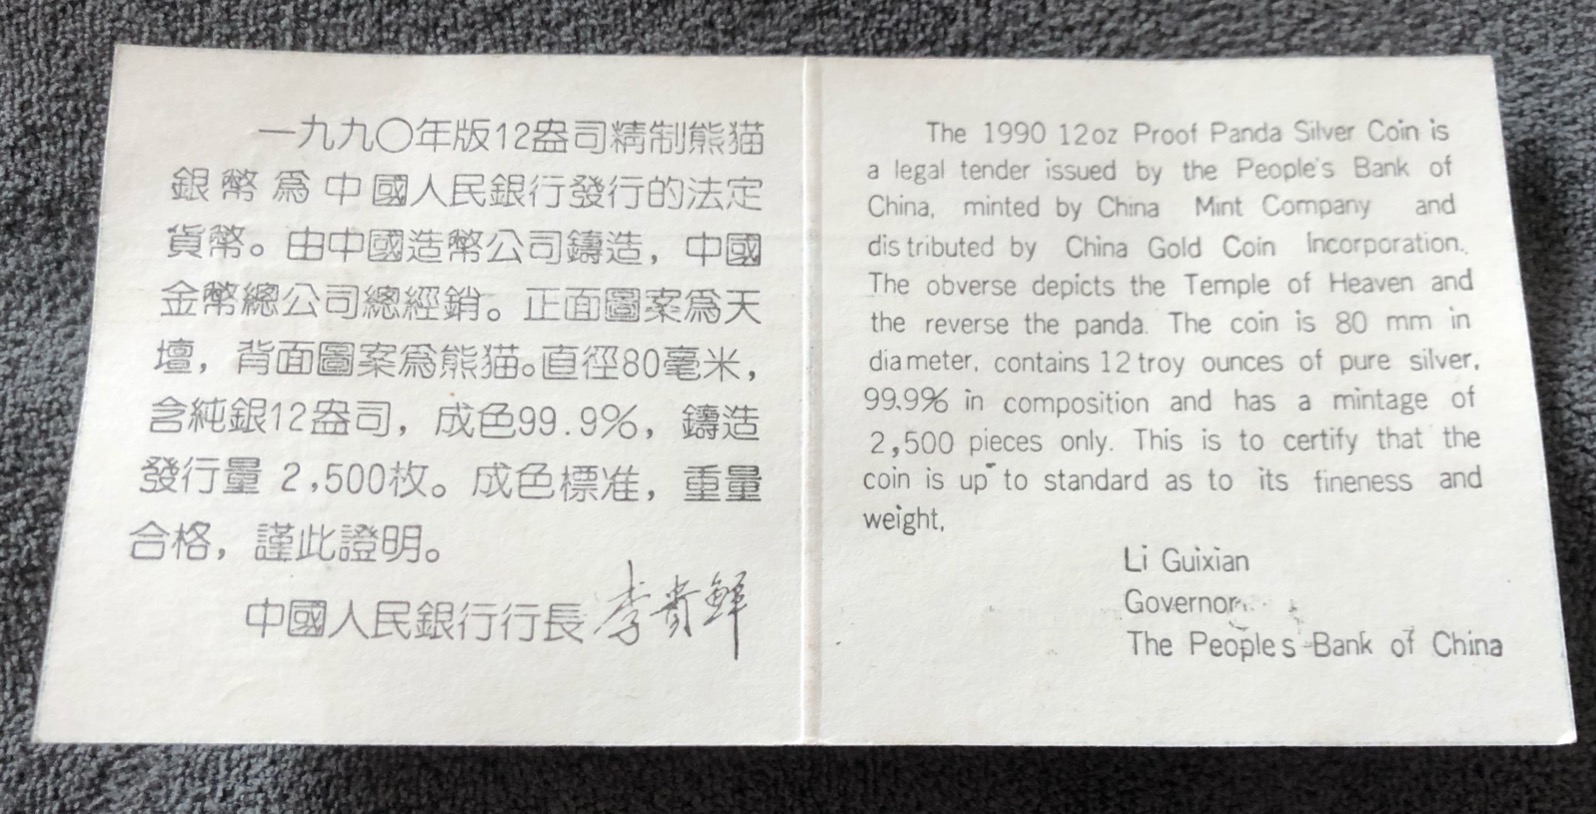 一九九〇年版12盎司精制熊猫
銀幣為中國人民銀行發行的法定
貨幣。由中國造幣公司鑄造，中國
金幣總公司總經銷。正面圖案為天
壇，背面圖案為熊猫。直徑80毫米，
含純銀12盎司，成色99.9%，鑄造
發行量 2,500枚。成色標准，重量
合格，謹此證明。
中國人民銀行行長 李貴鮮
The 1990 12oz Proof Panda Silver Coin is
a legal tender issued by the People's Bank of
China, minted by China Mint Company and
distributed by China Gold Coin Incorporation.
The obverse depicts the Temple of Heaven and
the reverse the panda. The coin is 80 mm in
diameter, contains 12 troy ounces of pure silver,
99.9% in composition and has a mintage of
2,500 pieces only. This is to certify that the
coin is up to standard as to its fineness and
weight.
Li Guixian
Governor
The People's Bank of China